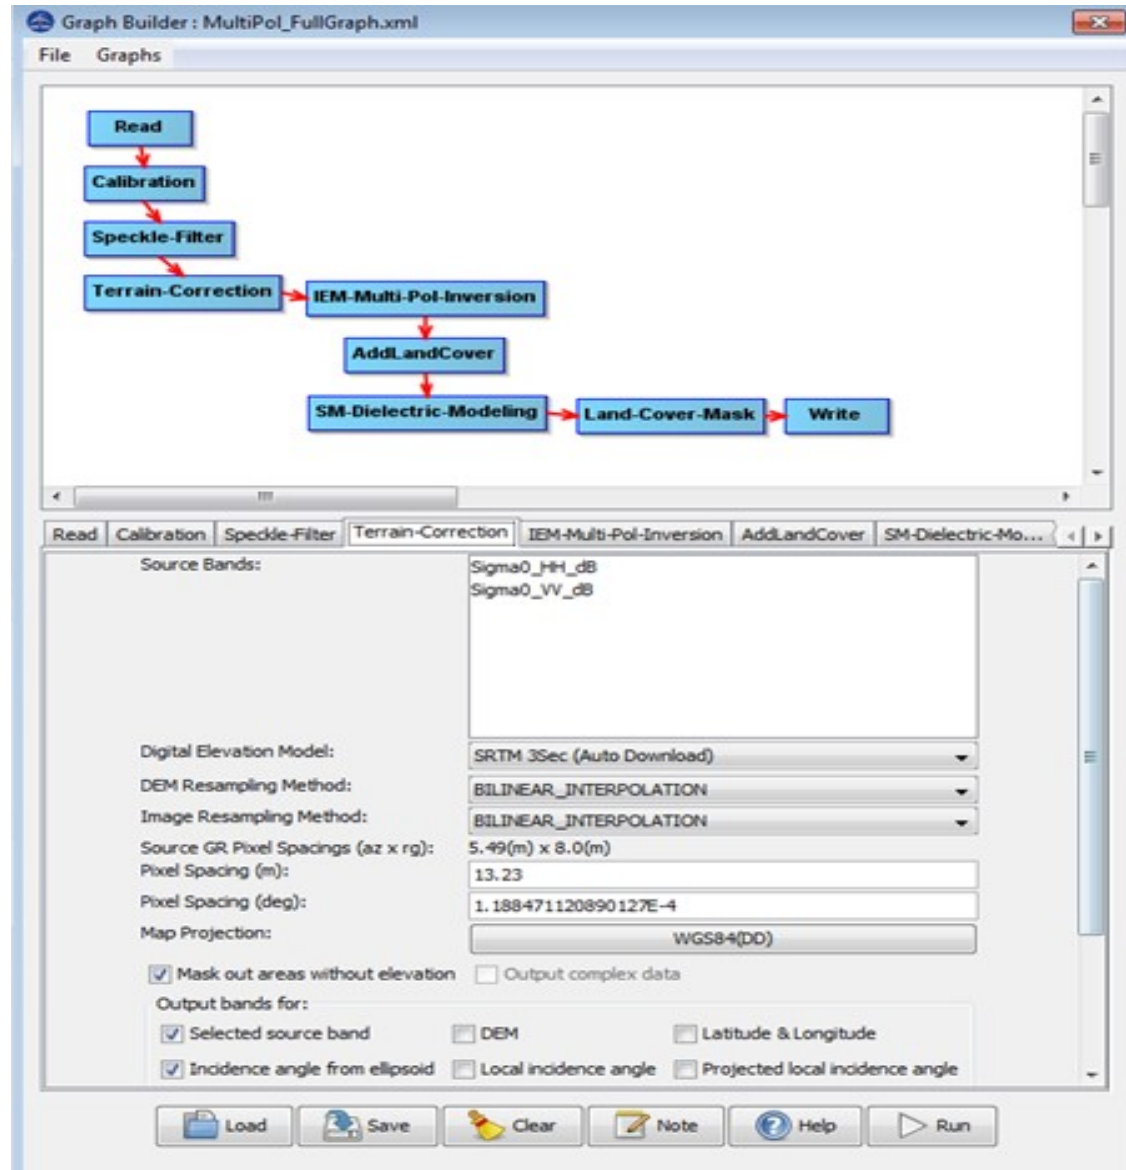 Graph Builder : MultiPol_FullGraph.xml
File Graphs
Read
Calibration
Speckle-Filter
Terrain-Correction
IEM-Multi-Pol-Inversion
AddLandCover
SM-Dielectric-Modeling
Land-Cover-Mask
Write
Read Calibration Speckle-Filter Terrain-Correction IEM-Multi-Pol-Inversion AddLandCover SM-Dielectric-Mo...
Source Bands:
Sigma0_HH_dB
Sigma0_VV_dB
Digital Elevation Model: SRTM 3Sec (Auto Download)
DEM Resampling Method: BILINEAR_INTERPOLATION
Image Resampling Method: BILINEAR_INTERPOLATION
Source GR Pixel Spacings (az x rg): 5.49(m) x 8.0(m)
Pixel Spacing (m): 13.23
Pixel Spacing (deg): 1.188471120890127E-4
Map Projection: WGS84(DD)
Mask out areas without elevation Output complex data
Output bands for:
Selected source band DEM Latitude & Longitude
Incidence angle from ellipsoid Local incidence angle Projected local incidence angle
Load Save Clear Note Help Run